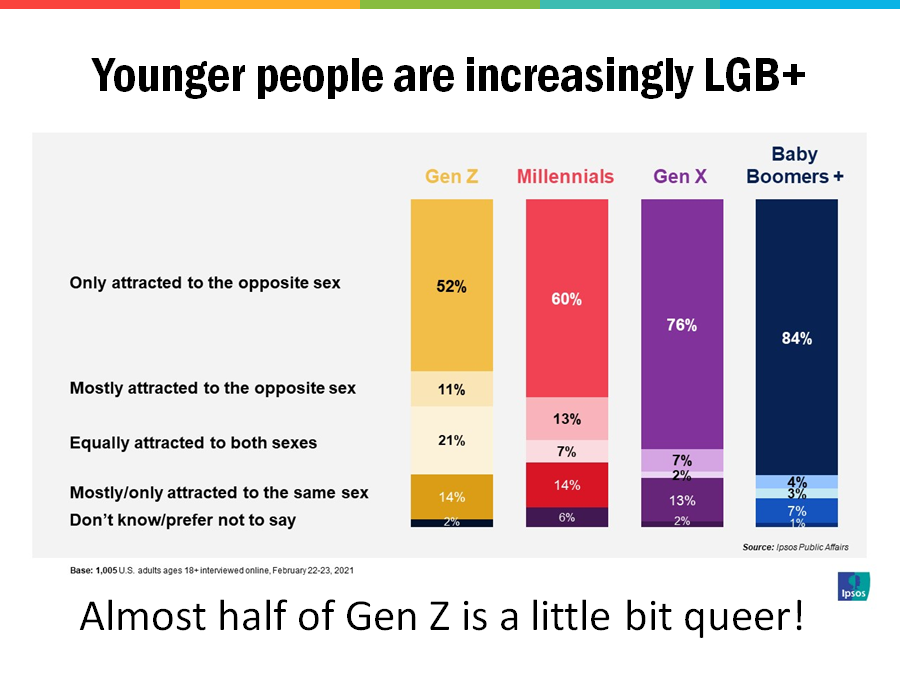 Younger people are increasingly LGB+
Gen Z
Millennials
Gen X
Baby
Boomers +
Only attracted to the opposite sex
52%
60%
76%
84%
Mostly attracted to the opposite sex
11%
13%
7%
4%
Equally attracted to both sexes
21%
7%
2%
3%
Mostly/only attracted to the same sex
14%
14%
13%
7%
Don't know/prefer not to say
2%
6%
2%
1%
Source: Ipsos Public Affairs
Base: 1,005 U.S. adults ages 18+ interviewed online, February 22-23, 2021
Ipsos
Almost half of Gen Z is a little bit queer!